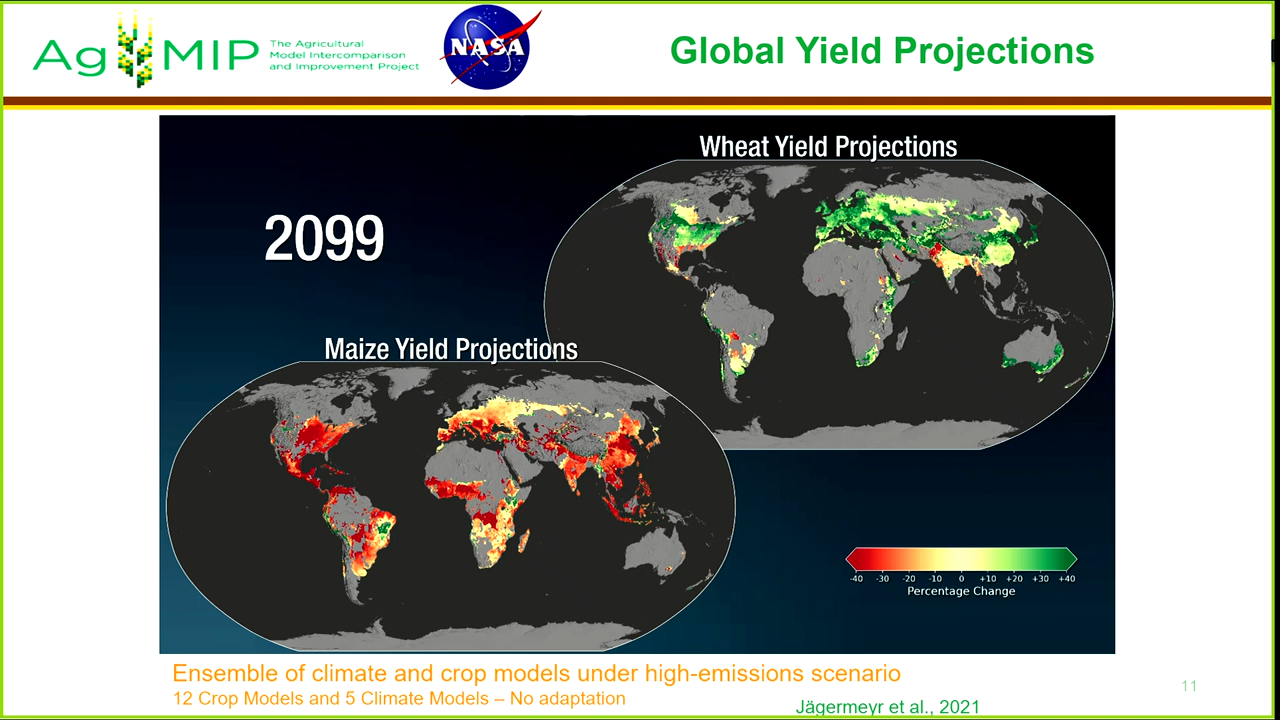 Ag MIP
The Agricultural
Model Intercomparison
and Improvement Project
NASA
Global Yield Projections
Wheat Yield Projections
2099
Maize Yield Projections
-40 -30 -20 -10 0 +10 +20 +30 +40
Percentage Change
Ensemble of climate and crop models under high-emissions scenario
12 Crop Models and 5 Climate Models – No adaptation
Jägermeyr et al., 2021
11